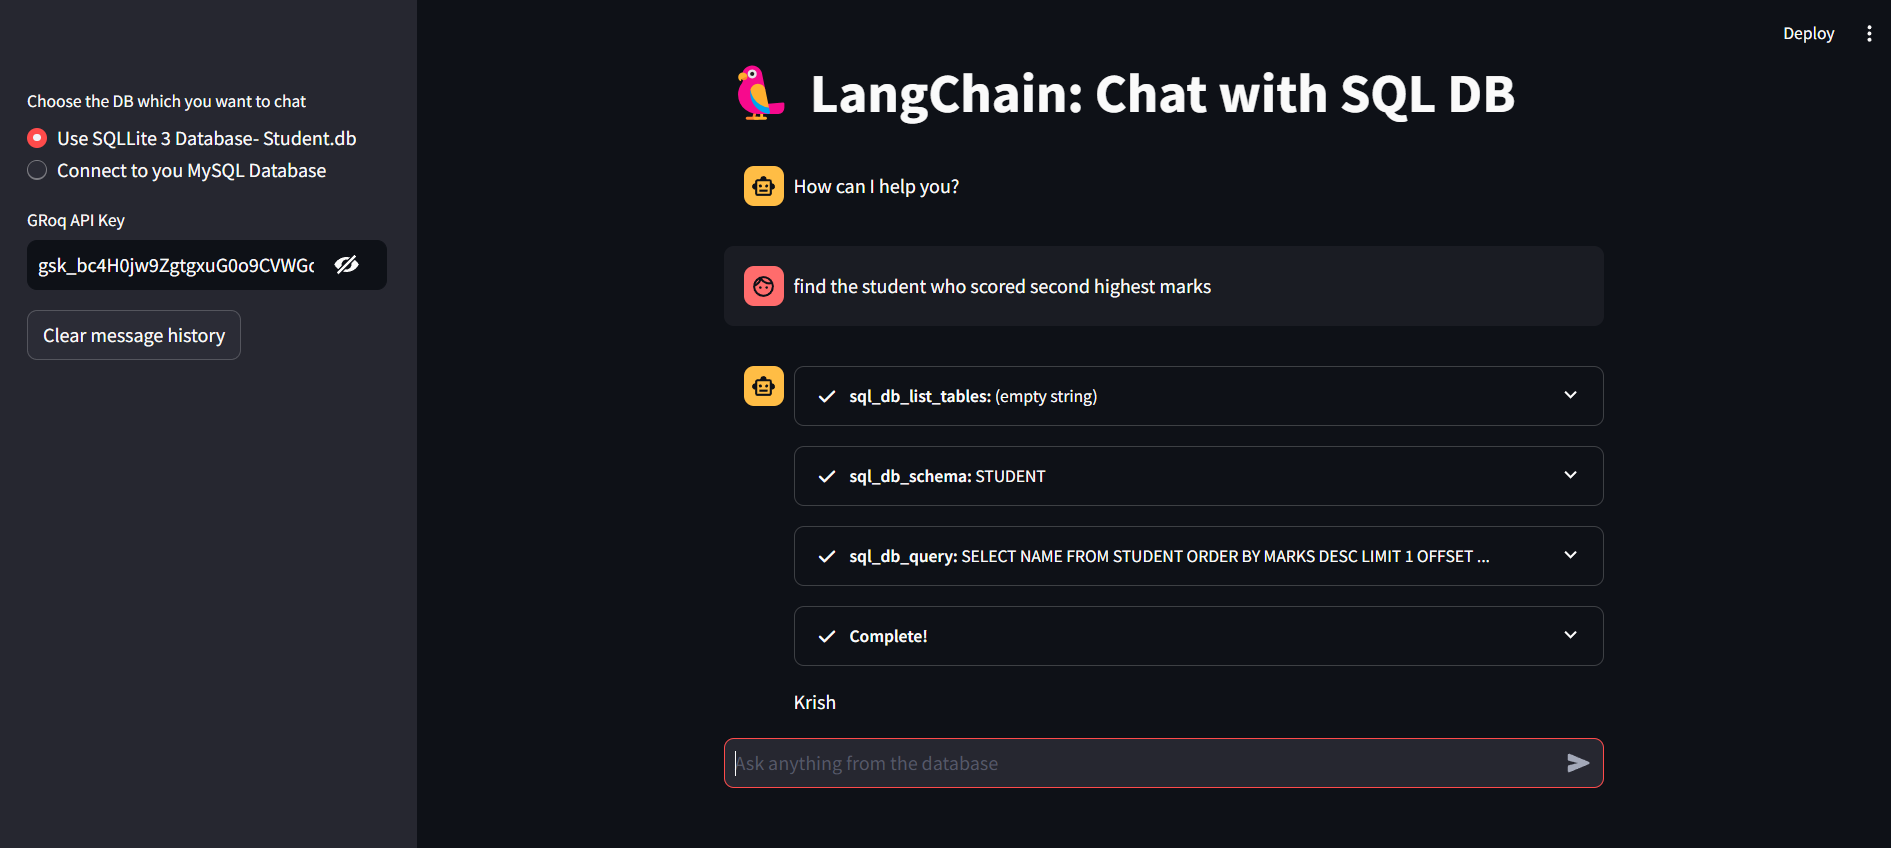 Deploy
Choose the DB which you want to chat
Use SQLLite 3 Database- Student.db
Connect to you MySQL Database
GRoq API Key
gsk_bc4H0jw9ZgtgxuG0o9CVWGc
Clear message history
LangChain: Chat with SQL DB
How can I help you?
find the student who scored second highest marks
sql_db_list_tables: (empty string)
sql_db_schema: STUDENT
sql_db_query: SELECT NAME FROM STUDENT ORDER BY MARKS DESC LIMIT 1 OFFSET ...
Complete!
Krish
Ask anything from the database